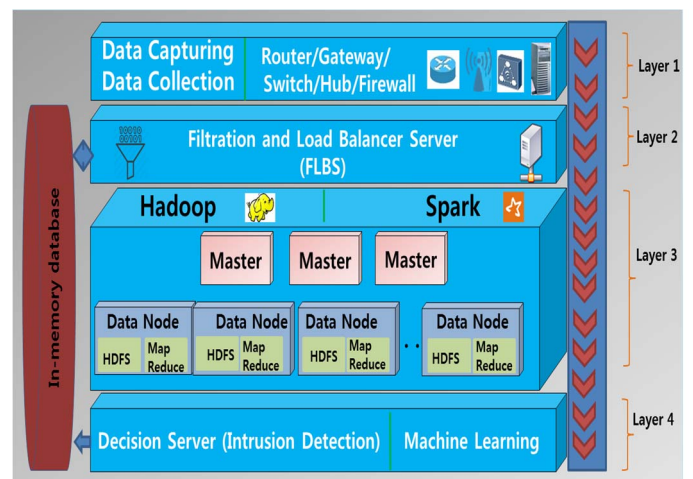 Data Capturing
Data Collection
Router/Gateway/
Switch/Hub/Firewall
Layer 1
Filtration and Load Balancer Server
(FLBS)
Layer 2
In-memory database
Hadoop
Spark
Layer 3
Master
Master
Master
Data Node
HDFS
Map
Reduce
Data Node
HDFS
Map
Reduce
Data Node
HDFS
Map
Reduce
. .
Data Node
HDFS
Map
Reduce
Decision Server (Intrusion Detection)
Machine Learning
Layer 4